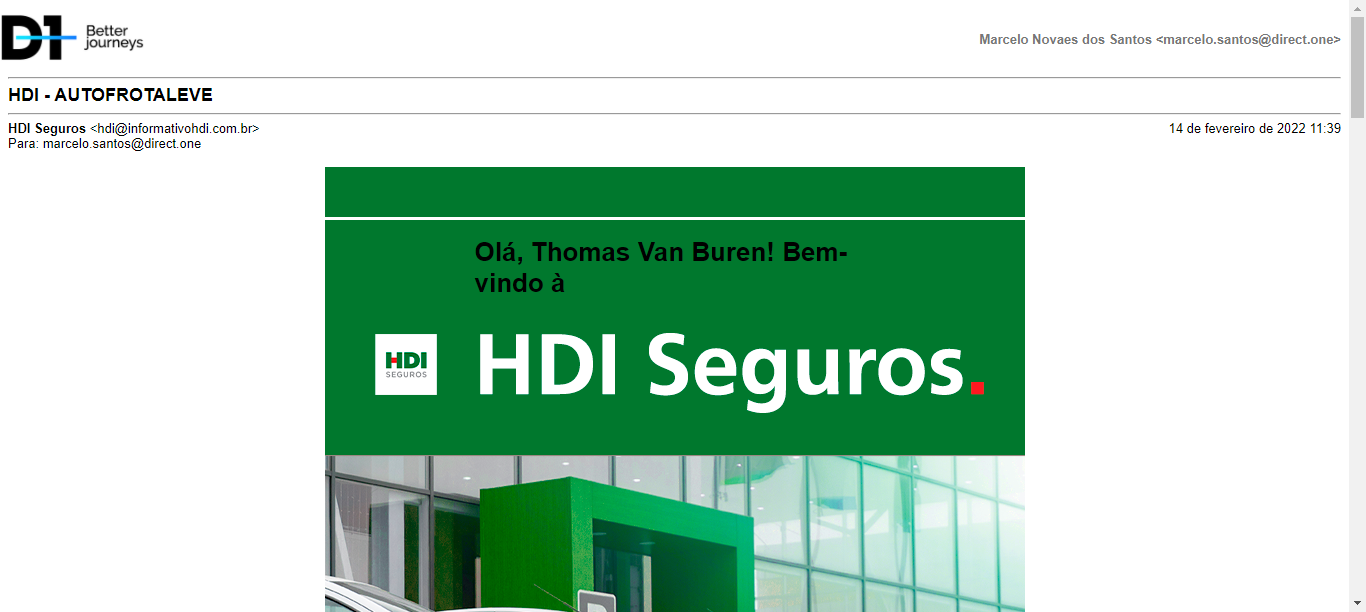 D1 Better
journeys
Marcelo Novaes dos Santos <marcelo.santos@direct.one>
HDI - AUTOFROTALEVE
HDI Seguros <hdi@informativohdi.com.br>
14 de fevereiro de 2022 11:39
Para: marcelo.santos@direct.one
Olá, Thomas Van Buren! Bem-
vindo à
HDI
SEGUROS
HDI Seguros.